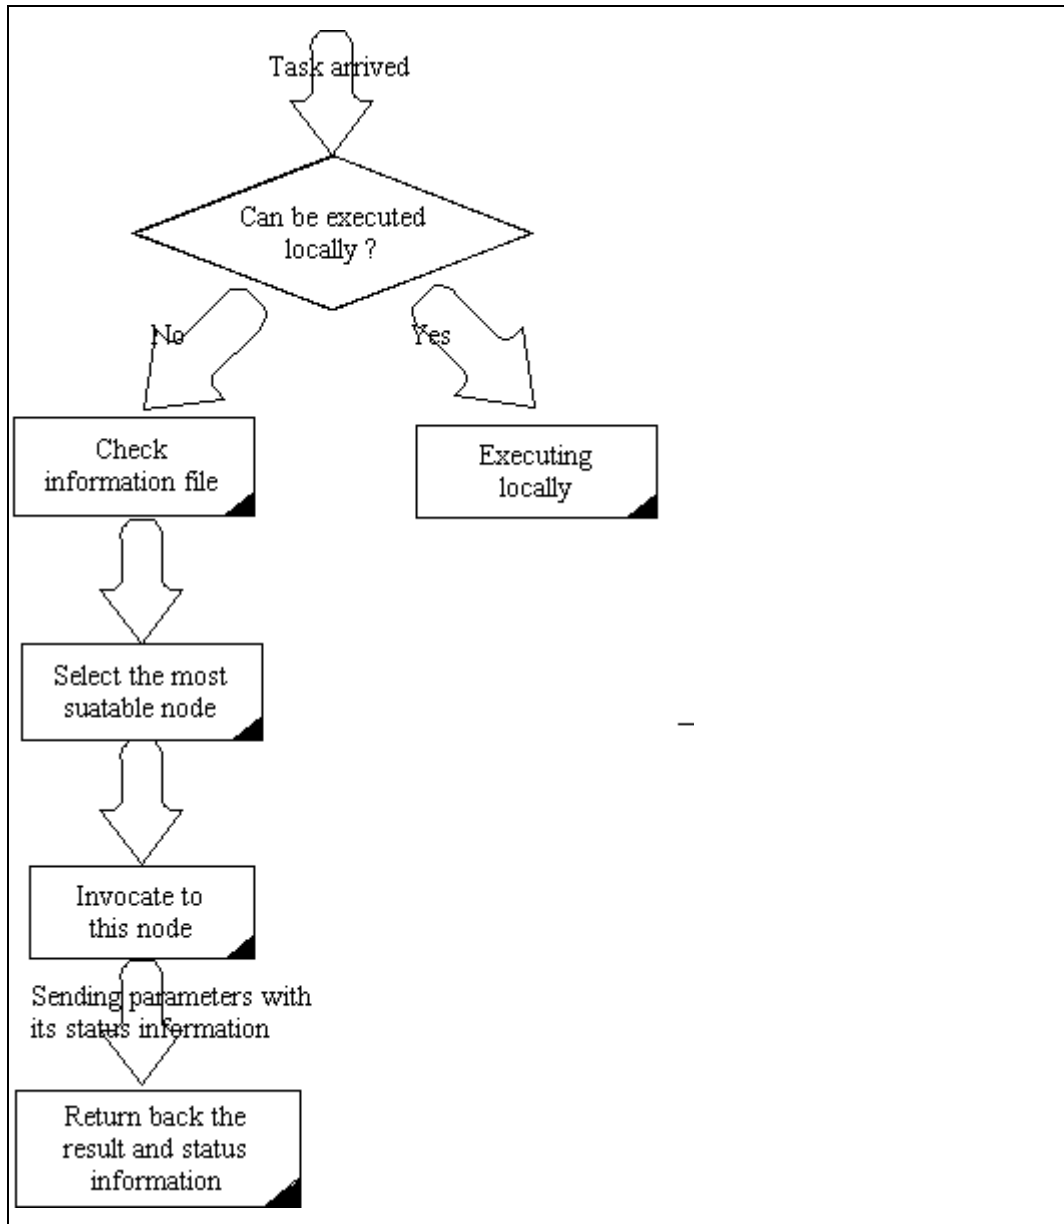 Task arrived
Can be executed
locally ?
No
Yes
Check
information file
Executing
locally
Select the most
suatable node
Invocate to
this node
Sending parameters with
its status information
Return back the
result and status
information